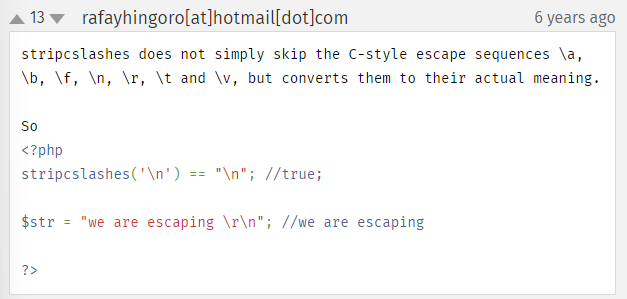 13 rafayhingoro[at]hotmail[dot]com 6 years ago
stripcslashes does not simply skip the C-style escape sequences \a,
\b, \f, \n, \r, \t and \v, but converts them to their actual meaning.
So
<?php
stripcslashes('\n') == "\n"; //true;
$str = "we are escaping \r\n"; //we are escaping
?>